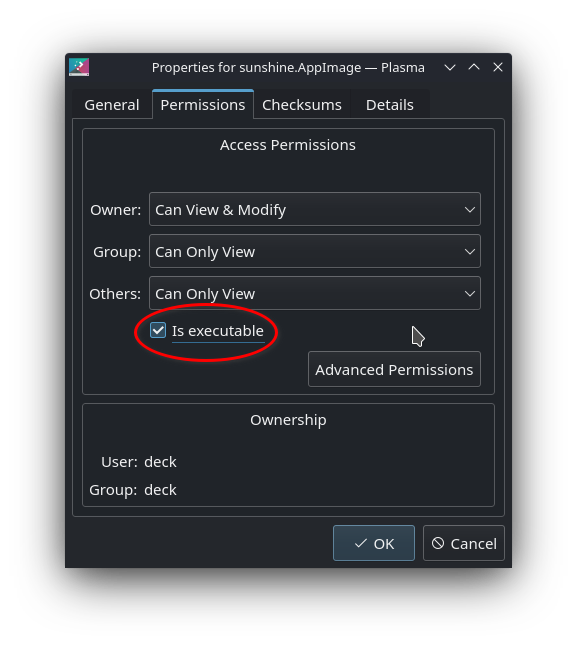 Properties for sunshine.AppImage — Plasma
General Permissions Checksums Details
Access Permissions
Owner: Can View & Modify
Group: Can Only View
Others: Can Only View
Is executable
Advanced Permissions
Ownership
User: deck
Group: deck
OK Cancel